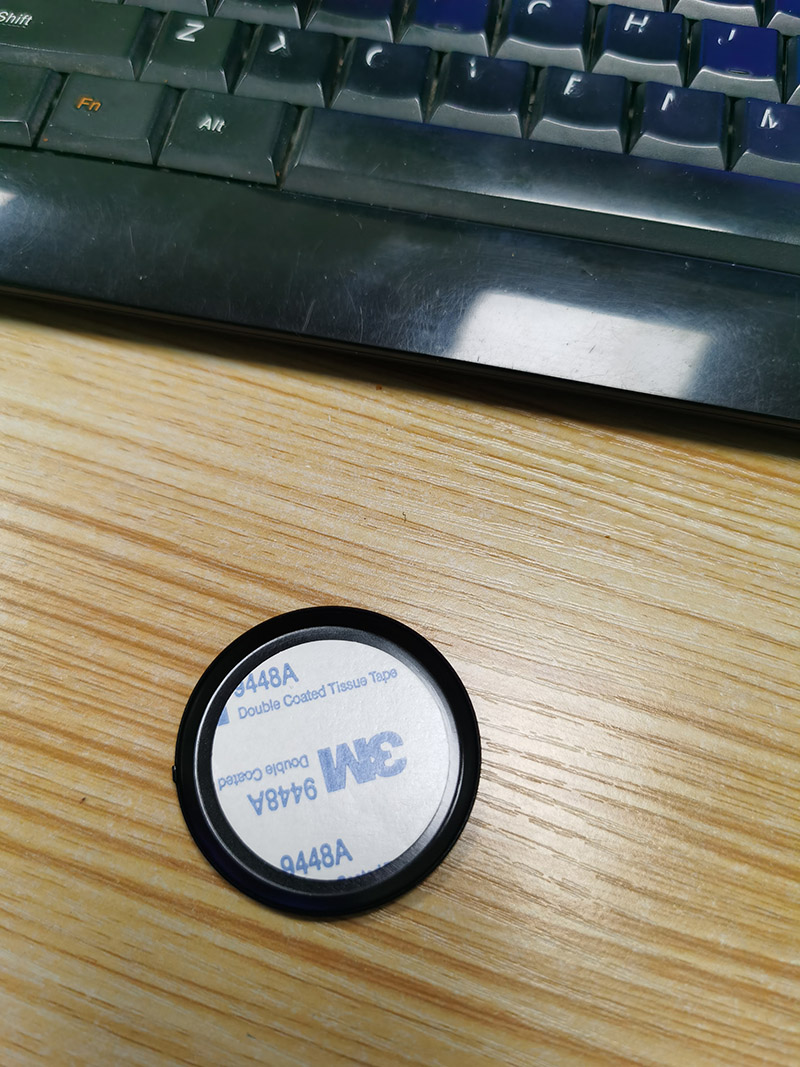 H J
Shift Z X C V N M
Fn Alt
9448A
Double Coated Tissue Tape
3M 9448A
Double Coated
9448A